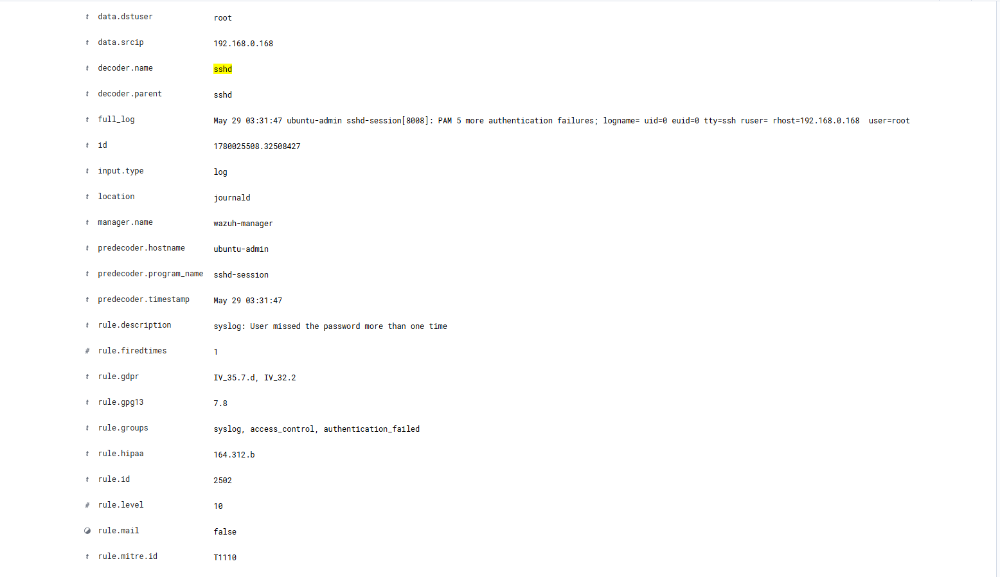 t data.dstuser root
t data.srcip 192.168.0.168
t decoder.name sshd
t decoder.parent sshd
t full_log May 29 03:31:47 ubuntu-admin sshd-session[8008]: PAM 5 more authentication failures; logname= uid=0 euid=0 tty=ssh ruser= rhost=192.168.0.168  user=root
t id 1780025508.32508427
t input.type log
t location journald
t manager.name wazuh-manager
t predecoder.hostname ubuntu-admin
t predecoder.program_name sshd-session
t predecoder.timestamp May 29 03:31:47
t rule.description syslog: User missed the password more than one time
# rule.firedtimes 1
t rule.gdpr IV_35.7.d, IV_32.2
t rule.gpg13 7.8
t rule.groups syslog, access_control, authentication_failed
t rule.hipaa 164.312.b
t rule.id 2502
# rule.level 10
rule.mail false
t rule.mitre.id T1110